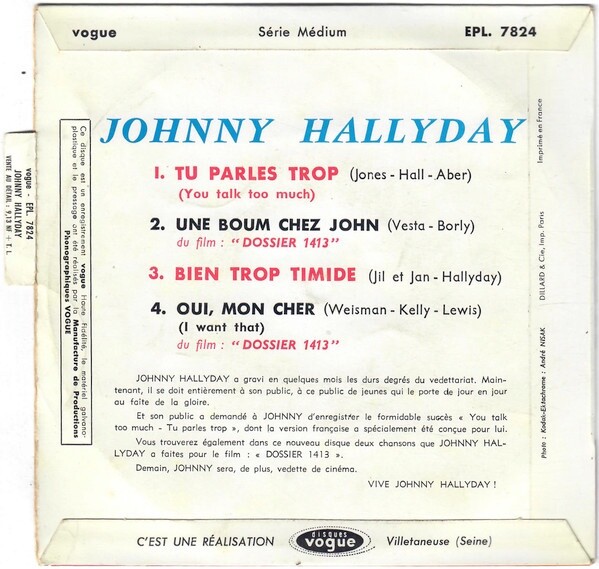 vogue Série Médium EPL. 7824
JOHNNY HALLYDAY
1. TU PARLES TROP (Jones - Hall - Aber)
(You talk too much)
2. UNE BOUM CHEZ JOHN (Vesta - Borly)
du film : “DOSSIER 1413”
3. BIEN TROP TIMIDE (Jil et Jan - Hallyday)
4. OUI, MON CHER (Weisman - Kelly - Lewis)
(I want that)
du film : “DOSSIER 1413”
JOHNNY HALLYDAY a gravi en quelques mois les durs degrés du vedettariat. Main-
tenant, il se doit entièrement à son public, à ce public de jeunes qui le porte de jour en jour
au faîte de la gloire.
Et son public a demandé à JOHNNY d'enregistrer le formidable succès « You talk
too much - Tu parles trop », dont la version française a spécialement été conçue pour lui.
Vous trouverez également dans ce nouveau disque deux chansons que JOHNNY HAL-
LYDAY a faites pour le film : « DOSSIER 1413 ».
Demain, JOHNNY sera, de plus, vedette de cinéma.
VIVE JOHNNY HALLYDAY !
vogue - EPL. 7824
JOHNNY HALLYDAY
VENTE AU DÉTAIL : 9,13 NF + T. L.
Ce disque est un enregistrement vogue Haute Fidélité, le matériel galvano-
plastique et le pressage ont été réalisés par la Manufacture de Productions
Phonographiques VOGUE
Imprimé en France
DILLARD & Cie, Imp. Paris
Photo : Kodak-Ektachrome : André NISAK
C'EST UNE RÉALISATION disques vogue Villetaneuse (Seine)